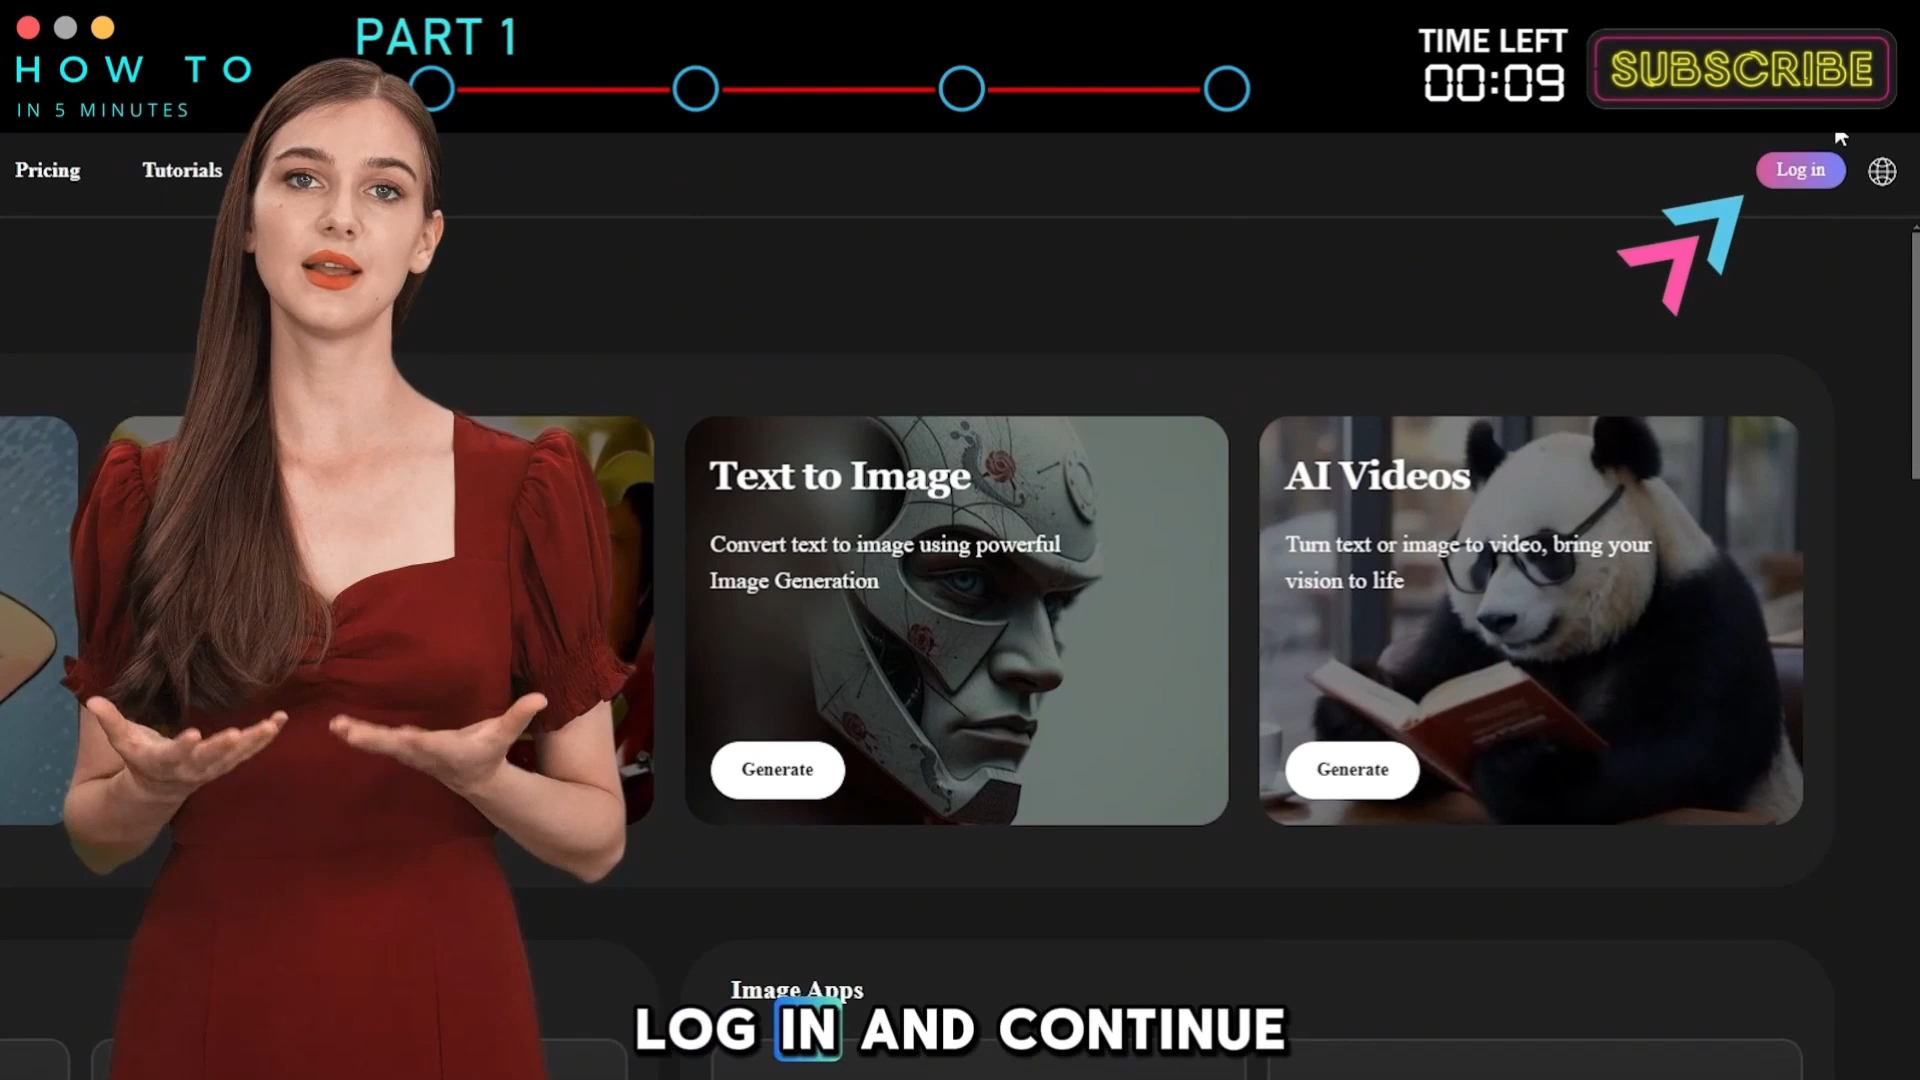 HOW TO
IN 5 MINUTES
PART 1
TIME LEFT
00:09
SUBSCRIBE
Pricing
Tutorials
Log in
Text to Image
Convert text to image using powerful
Image Generation
Generate
AI Videos
Turn text or image to video, bring your
vision to life
Generate
Image Apps
LOG IN AND CONTINUE